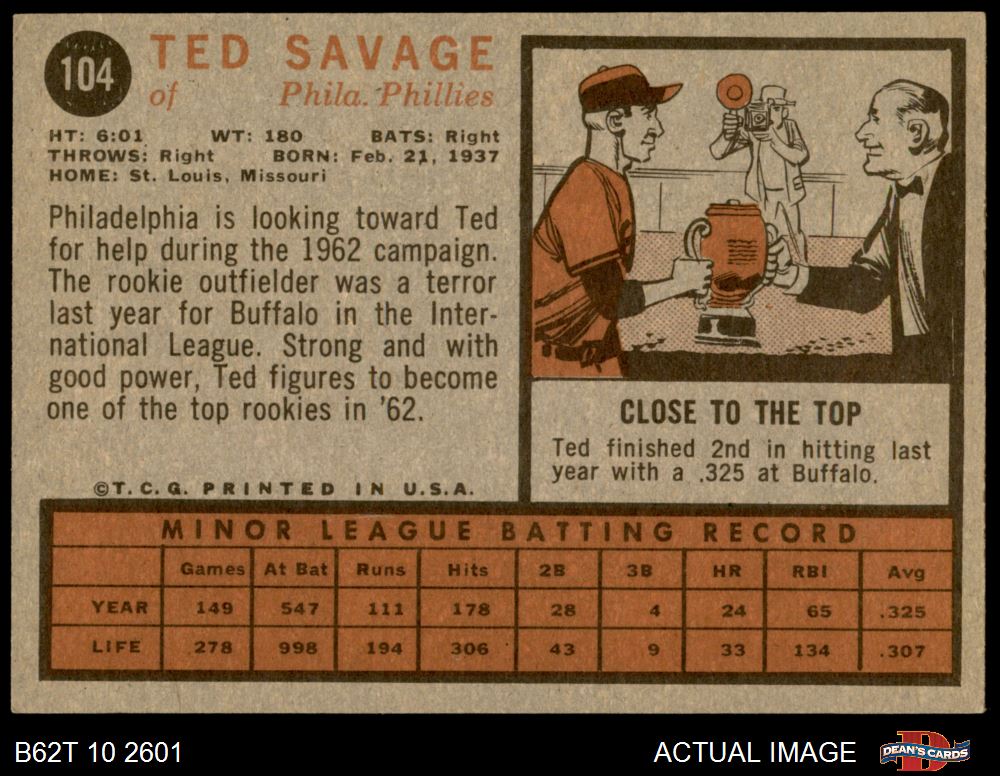 104
TED SAVAGE
of Phila. Phillies
HT: 6:01 WT: 180 BATS: Right
THROWS: Right BORN: Feb. 21, 1937
HOME: St. Louis, Missouri
Philadelphia is looking toward Ted
for help during the 1962 campaign.
The rookie outfielder was a terror
last year for Buffalo in the Inter-
national League. Strong and with
good power, Ted figures to become
one of the top rookies in '62.
©T.C.G. PRINTED IN U.S.A.
CLOSE TO THE TOP
Ted finished 2nd in hitting last
year with a .325 at Buffalo.
MINOR LEAGUE BATTING RECORD
Games At Bat Runs Hits 2B 3B HR RBI Avg
YEAR 149 547 111 178 28 4 24 65 .325
LIFE 278 998 194 306 43 9 33 134 .307
B62T 10 2601
ACTUAL IMAGE
DEAN'S CARDS